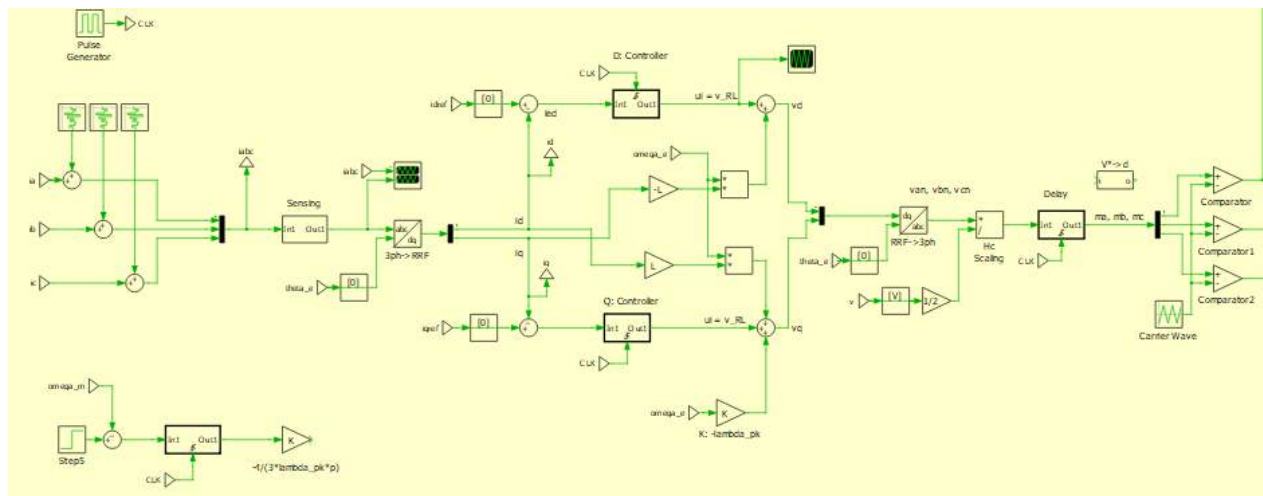 CLK
Pulse
Generator
D: Controller
CLK
In1 Out1
ui = v_RL
idref
[0]
ied
vd
iabc
id
omega_e
V*->d
ia
Sensing
iabc
-L
van, vbn, vcn
Delay
Comparator
ib
In1 Out1
abc
dq
3ph->RRF
id
iq
dq
abc
RRF->3ph
+
/
Hc
Scaling
In1 Out1
ma, mb, mc
Comparator1
ic
theta_e
[0]
iq
L
theta_e
[0]
CLK
Comparator2
Q: Controller
v
[V]
1/2
iqref
[0]
In1 Out1
ui = v_RL
vq
Carrier Wave
CLK
omega_m
omega_e
K
K: -lambda_pk
Step5
In1 Out1
K
CLK
-4/(3*lambda_pk*p)